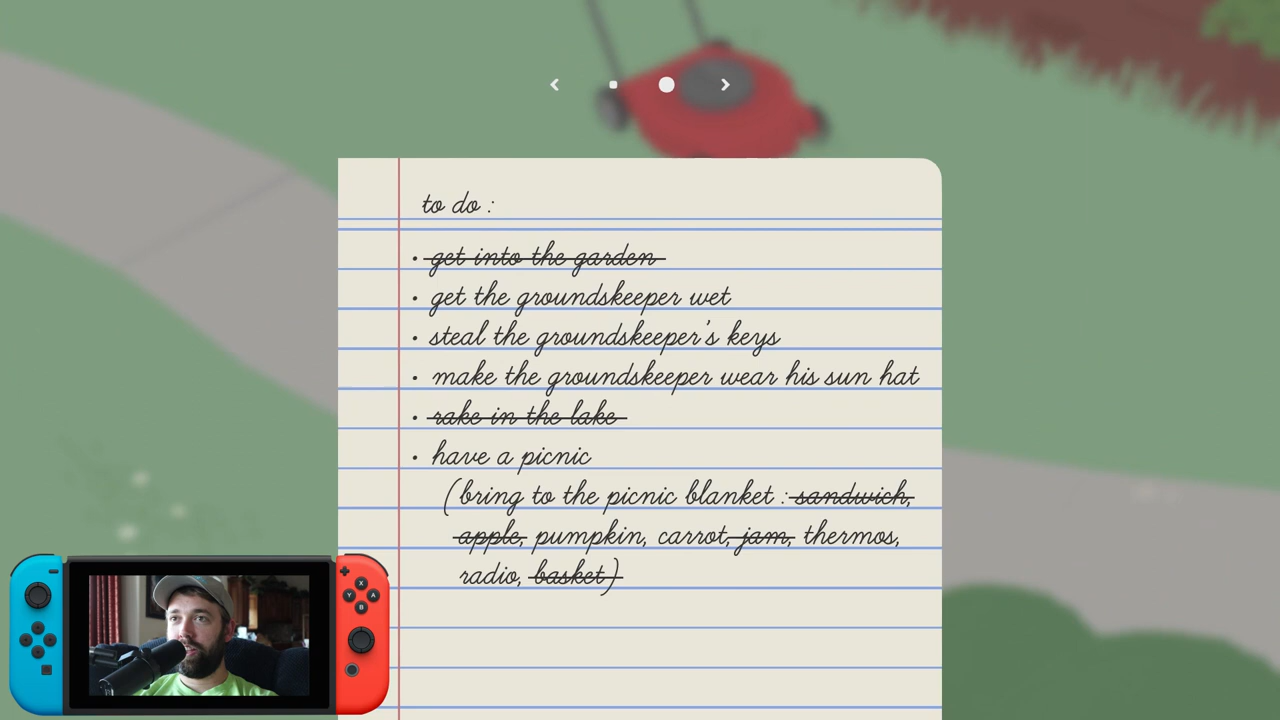 to do :
• get into the garden
• get the groundskeeper wet
• steal the groundskeeper's keys
• make the groundskeeper wear his sun hat
• rake in the lake
• have a picnic
(bring to the picnic blanket : sandwich,
apple, pumpkin, carrot, jam, thermos,
radio, basket)
X
Y A
B